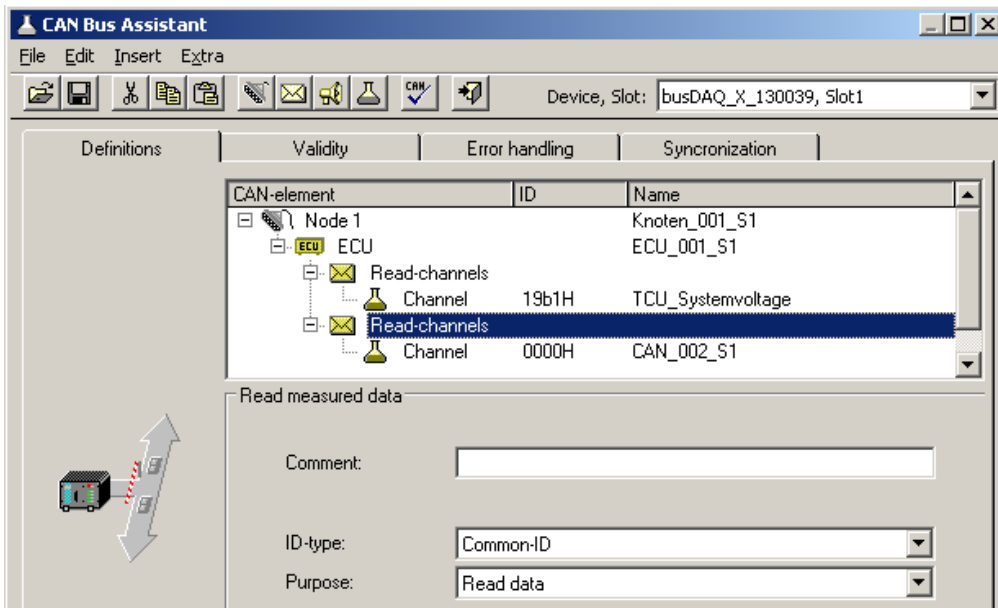 CAN Bus Assistant
File Edit Insert Extra
CAN Device, Slot: busDAQ_X_130039, Slot1
Definitions Validity Error handling Syncronization
CAN-element ID Name
Node 1 Knoten_001_S1
ECU ECU ECU_001_S1
Read-channels
Channel 19b1H TCU_Systemvoltage
Read-channels
Channel 0000H CAN_002_S1
Read measured data
Comment:
ID-type: Common-ID
Purpose: Read data